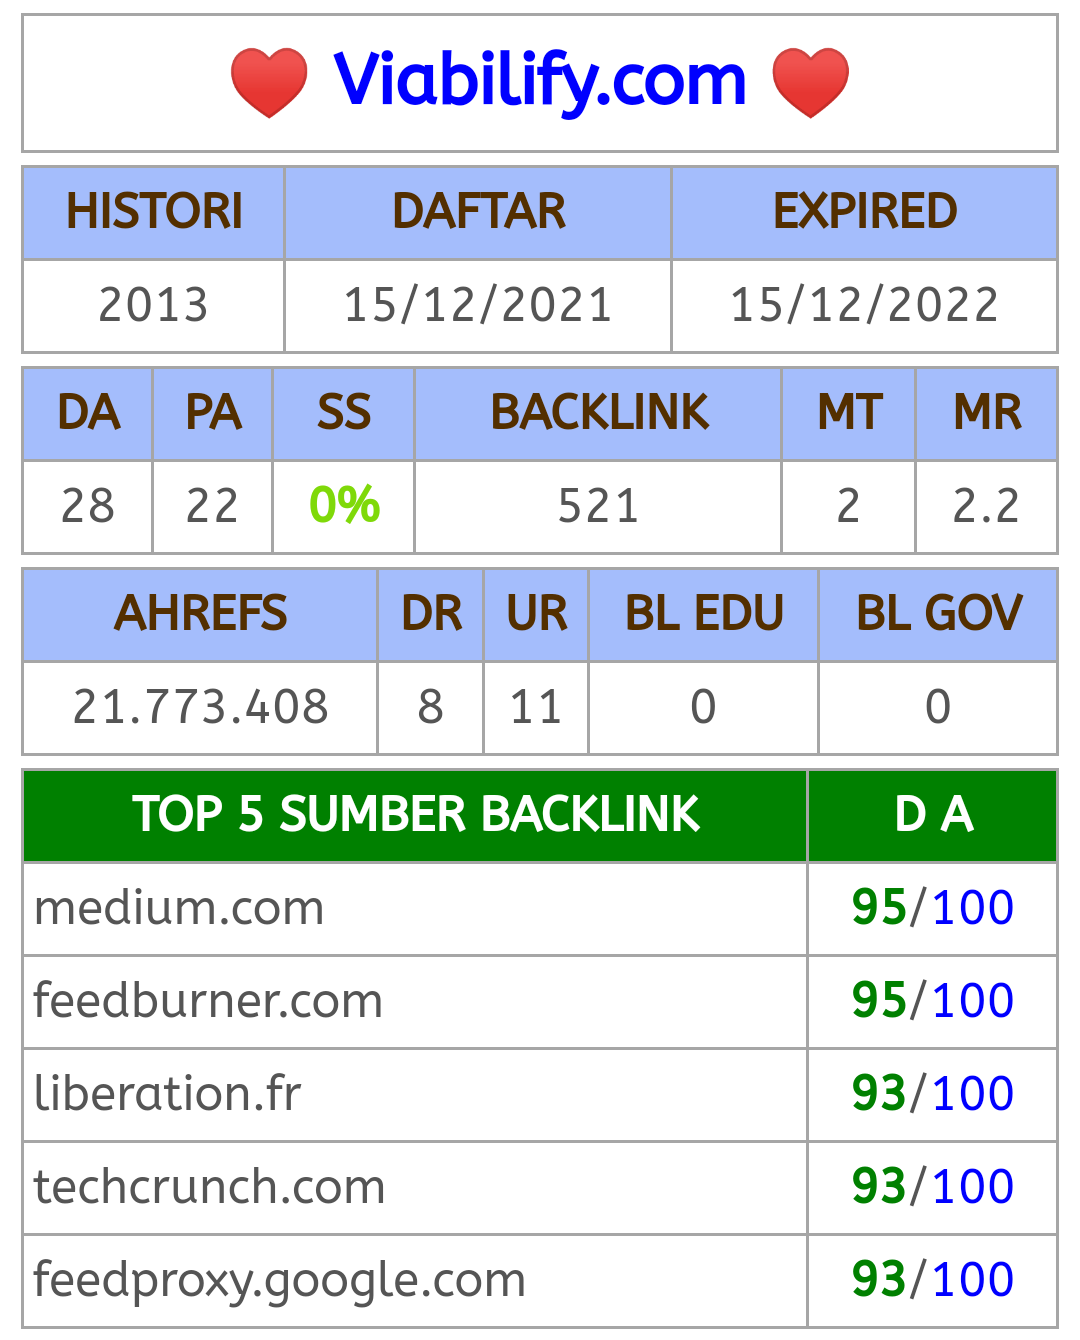 Viabilify.com
HISTORI DAFTAR EXPIRED
2013 15/12/2021 15/12/2022
DA PA SS BACKLINK MT MR
28 22 0% 521 2 2.2
AHREFS DR UR BL EDU BL GOV
21.773.408 8 11 0 0
TOP 5 SUMBER BACKLINK D A
medium.com 95/100
feedburner.com 95/100
liberation.fr 93/100
techcrunch.com 93/100
feedproxy.google.com 93/100